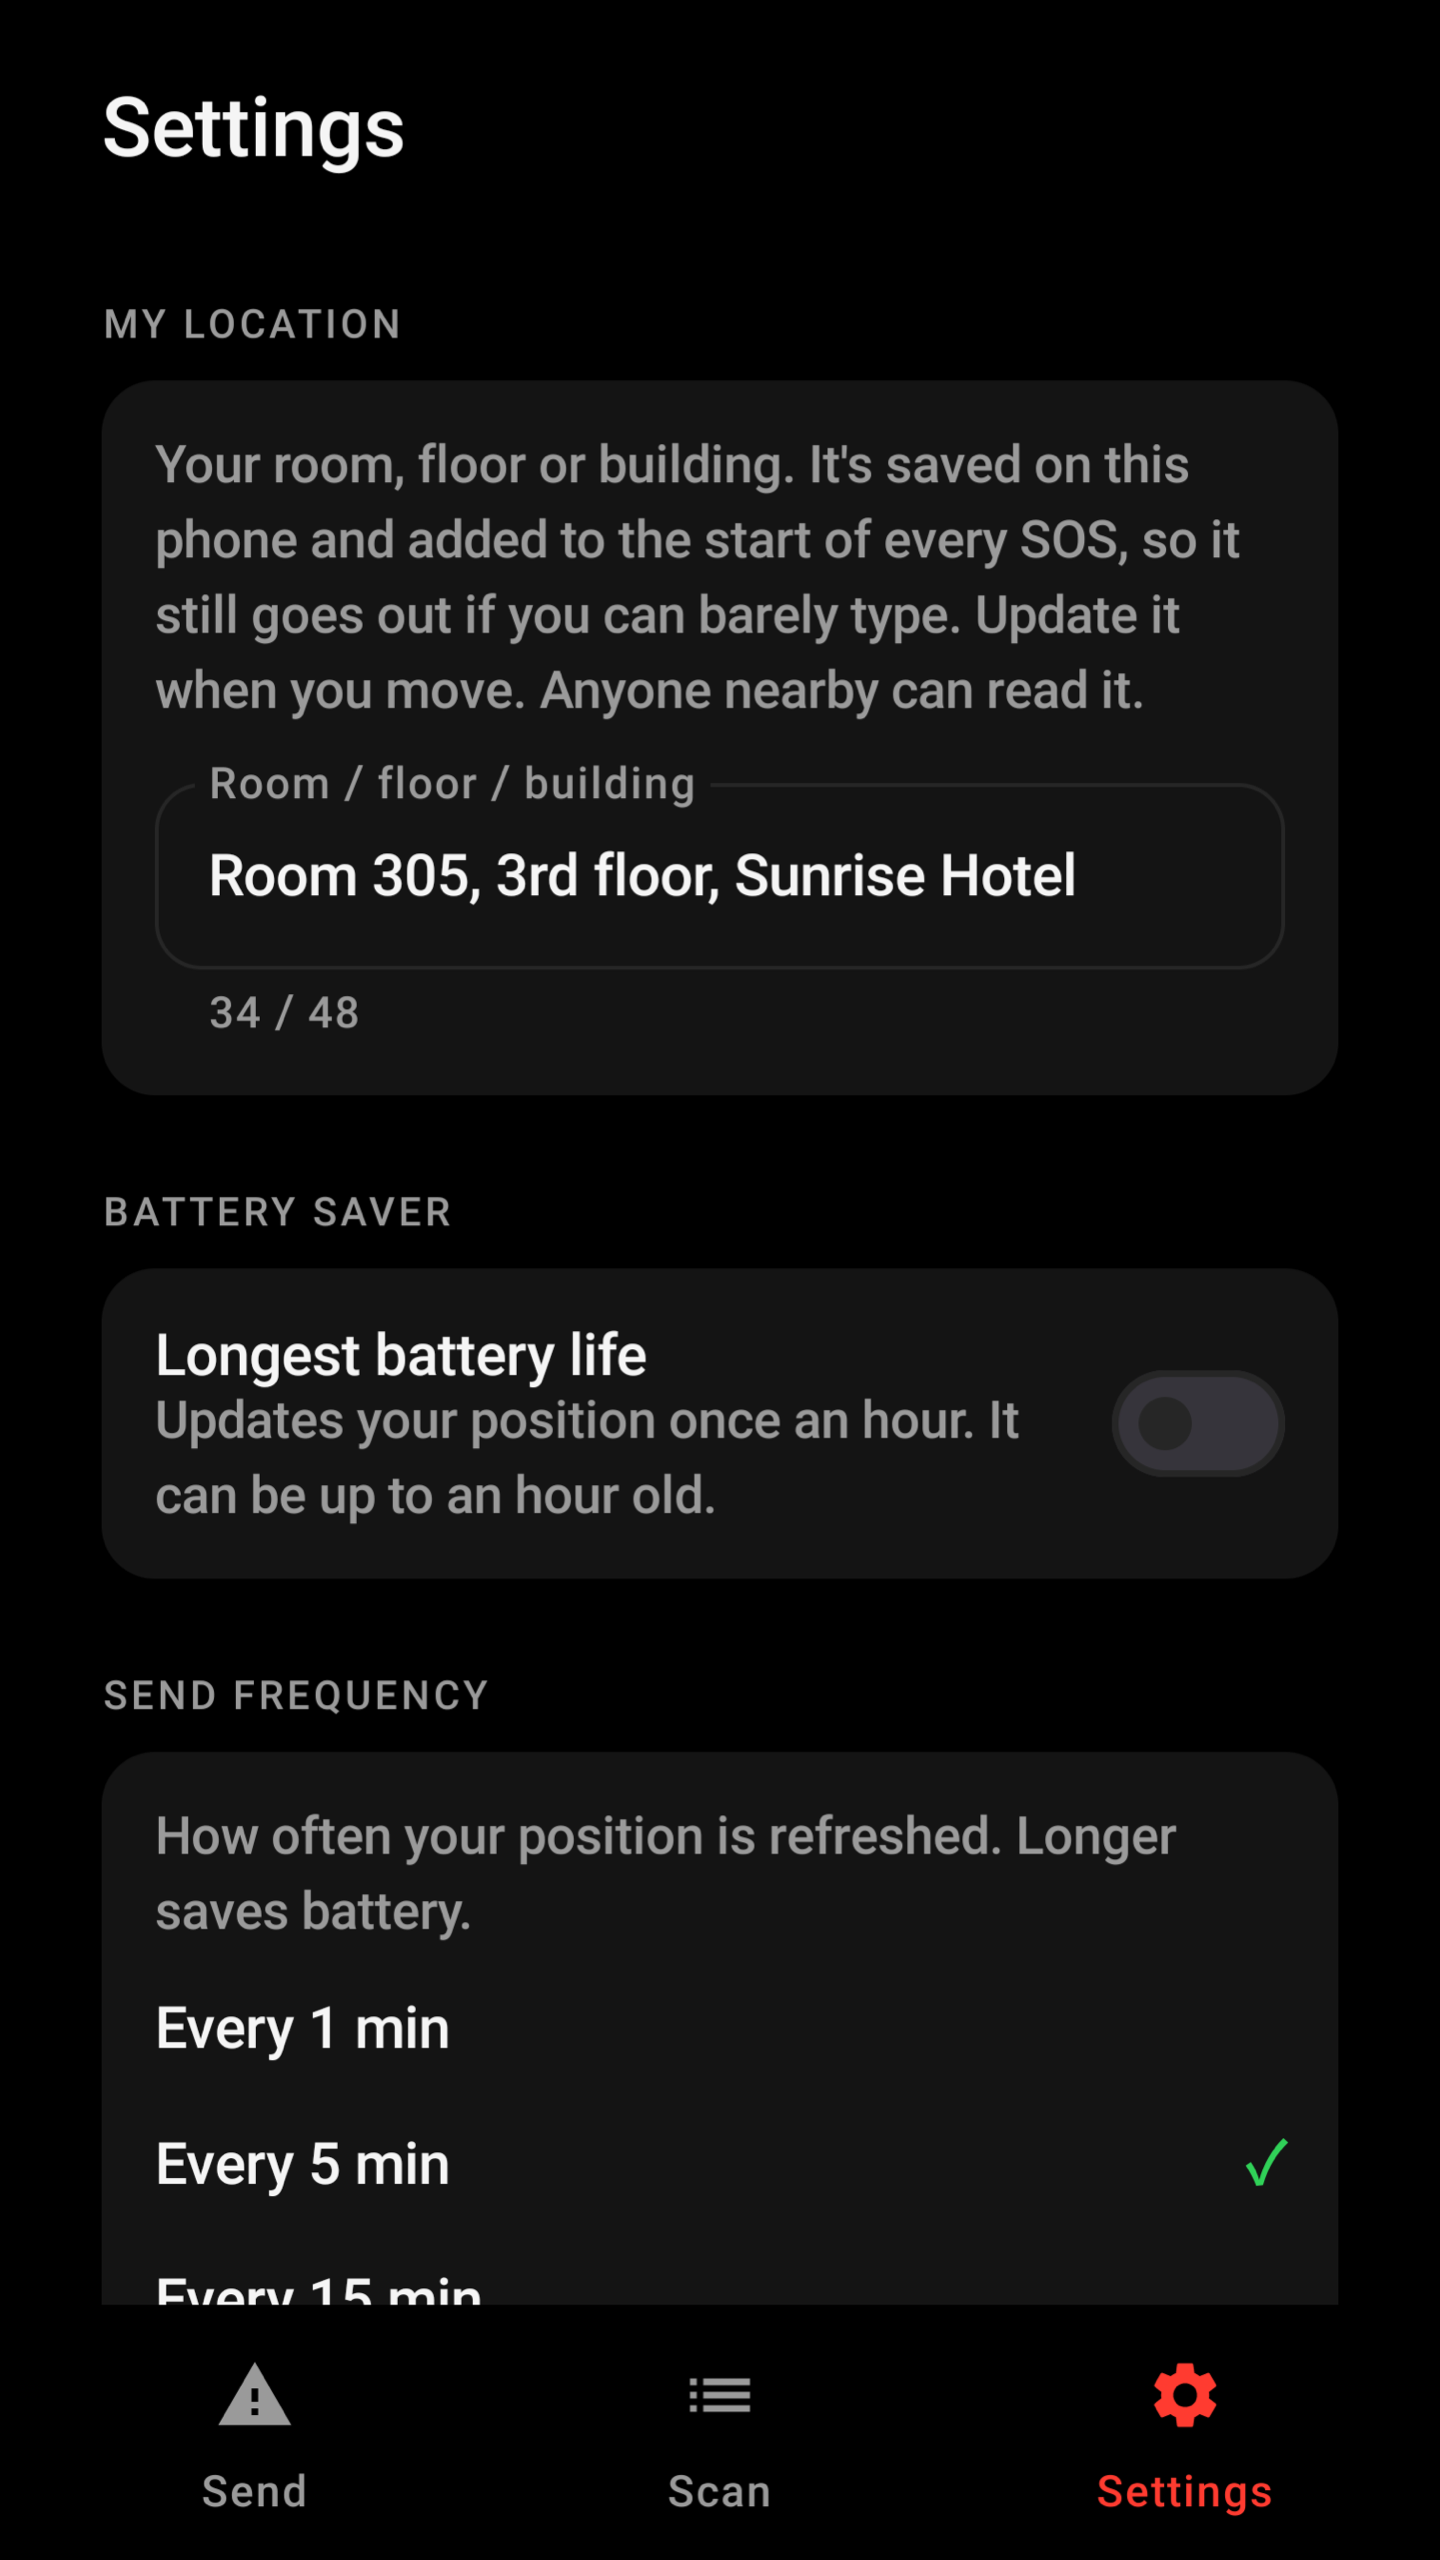 Settings
MY LOCATION
Your room, floor or building. It's saved on this
phone and added to the start of every SOS, so it
still goes out if you can barely type. Update it
when you move. Anyone nearby can read it.
Room / floor / building
Room 305, 3rd floor, Sunrise Hotel
34 / 48
BATTERY SAVER
Longest battery life
Updates your position once an hour. It
can be up to an hour old.
SEND FREQUENCY
How often your position is refreshed. Longer
saves battery.
Every 1 min
Every 5 min
Every 15 min
Send
Scan
Settings